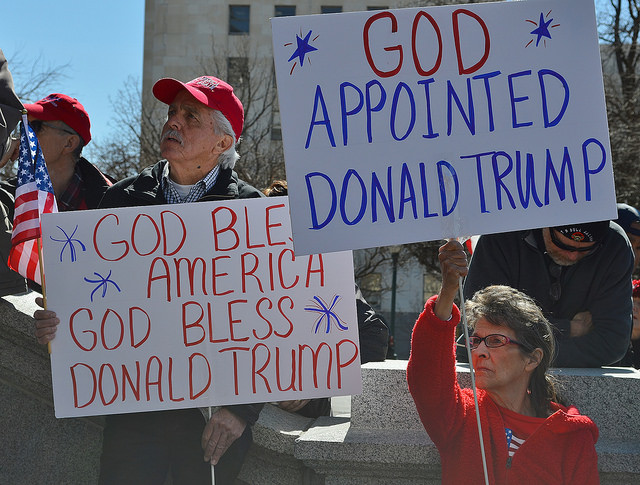 GOD
APPOINTED
DONALD TRUMP
GOD BLE
AMERICA
GOD BLESS
DONALD TRUMP